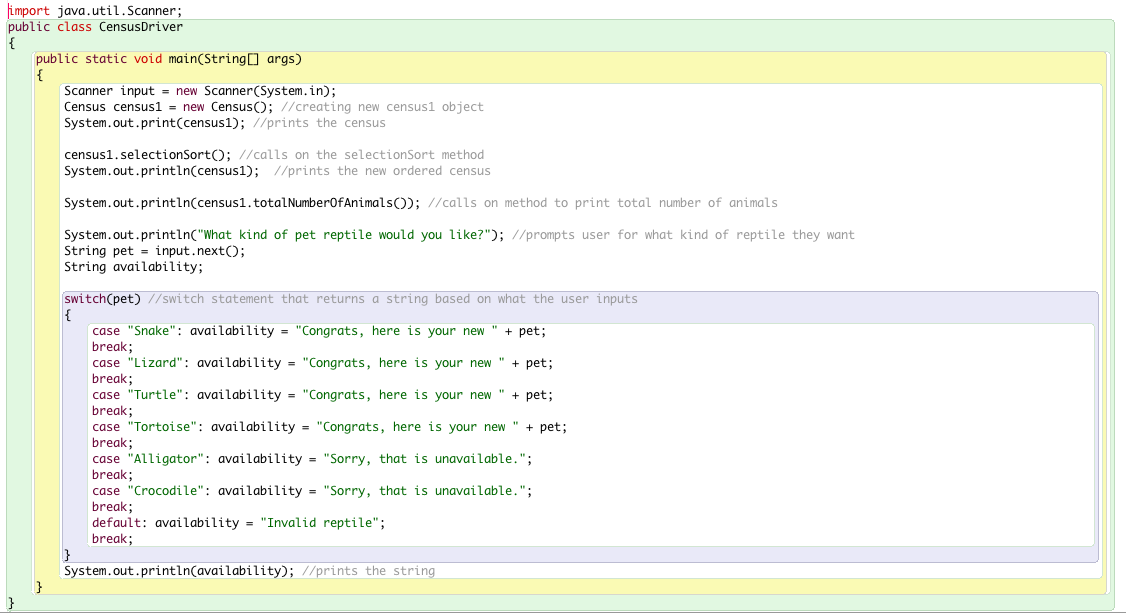 import java.util.Scanner;
public class CensusDriver
{
public static void main(String[] args)
{
Scanner input = new Scanner(System.in);
Census census1 = new Census(); //creating new census1 object
System.out.print(census1); //prints the census
census1.selectionSort(); //calls on the selectionSort method
System.out.println(census1);  //prints the new ordered census
System.out.println(census1.totalNumberOfAnimals()); //calls on method to print total number of animals
System.out.println("What kind of pet reptile would you like?"); //prompts user for what kind of reptile they want
String pet = input.next();
String availability;
switch(pet) //switch statement that returns a string based on what the user inputs
{
case "Snake": availability = "Congrats, here is your new " + pet;
break;
case "Lizard": availability = "Congrats, here is your new " + pet;
break;
case "Turtle": availability = "Congrats, here is your new " + pet;
break;
case "Tortoise": availability = "Congrats, here is your new " + pet;
break;
case "Alligator": availability = "Sorry, that is unavailable.";
break;
case "Crocodile": availability = "Sorry, that is unavailable.";
break;
default: availability = "Invalid reptile";
break;
}
System.out.println(availability); //prints the string
}
}